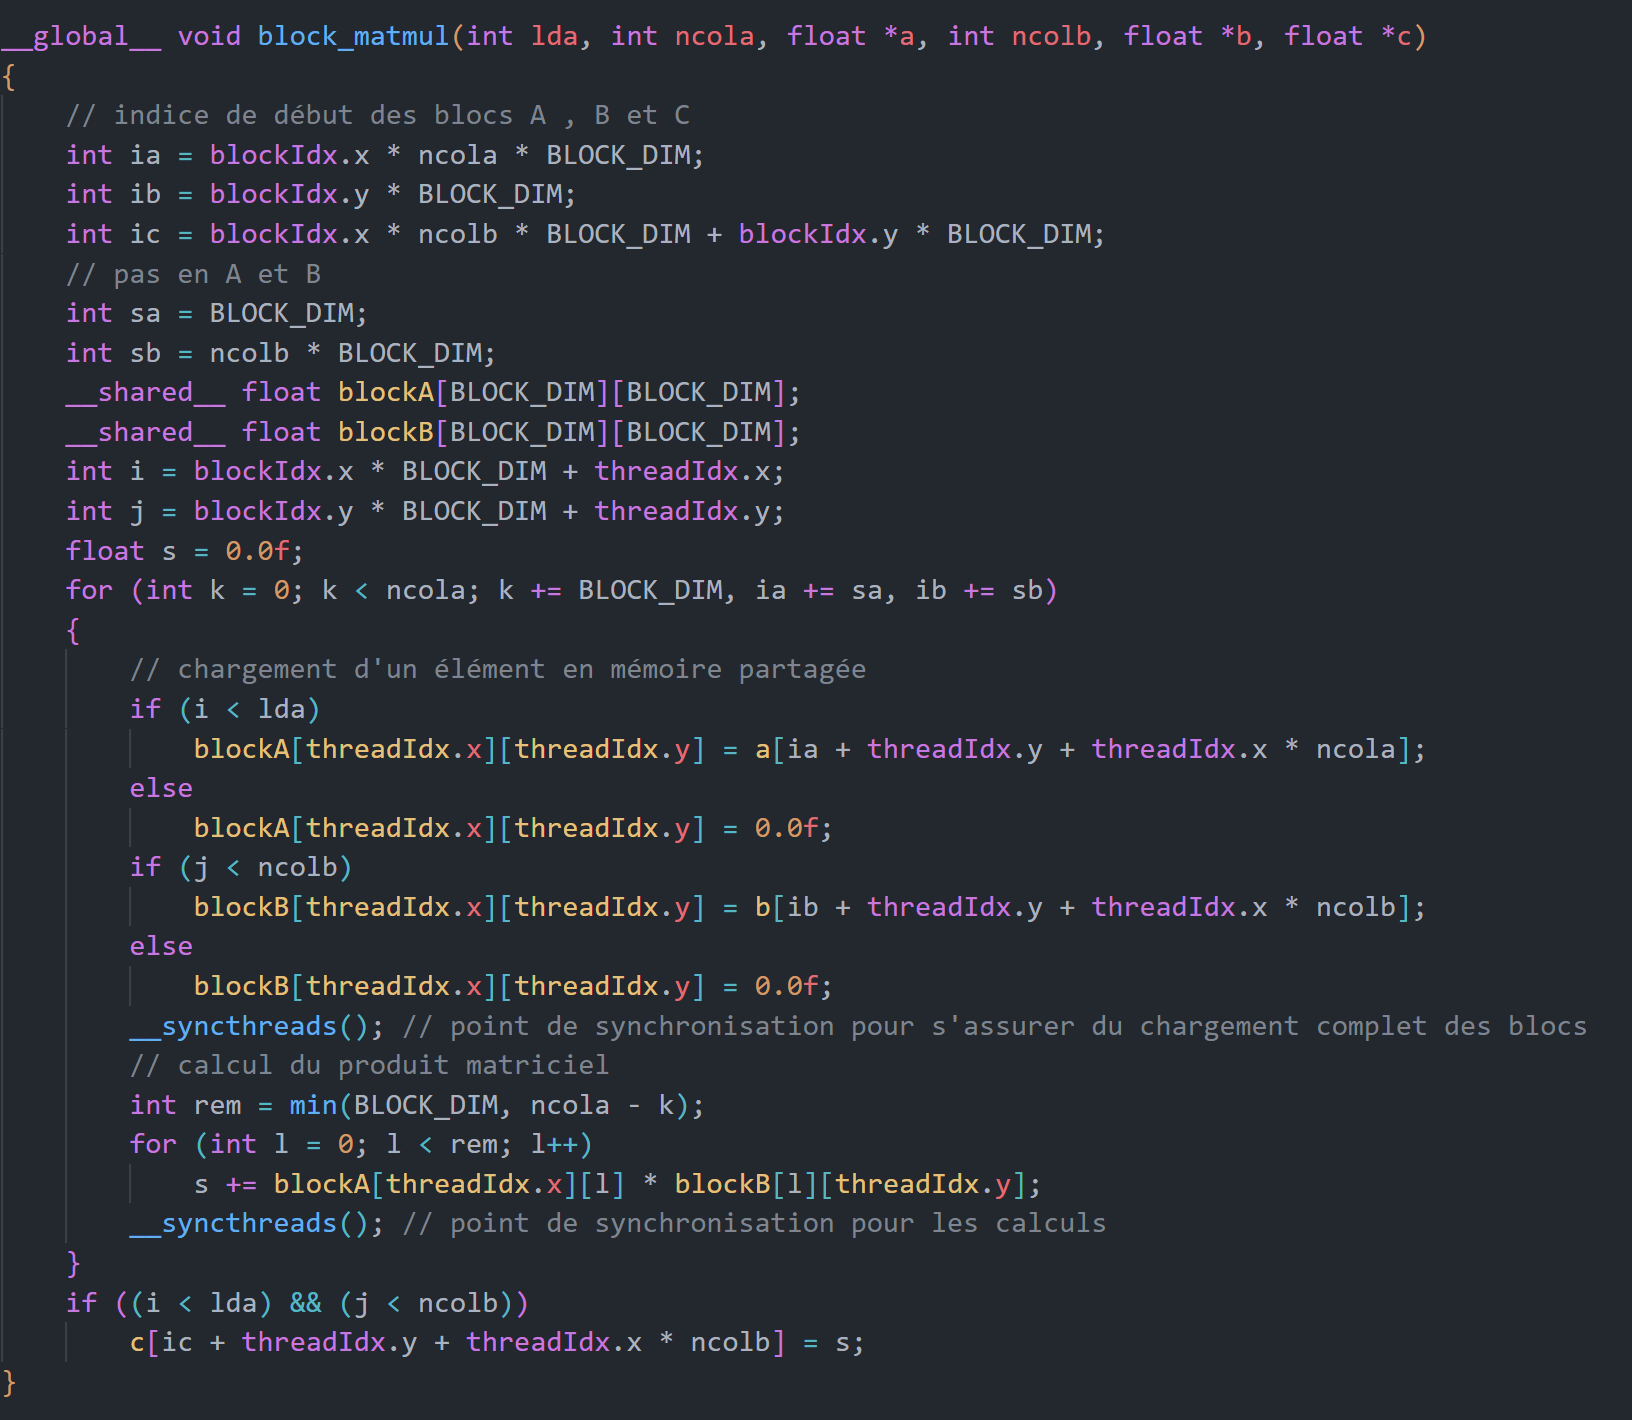 __global__ void block_matmul(int lda, int ncola, float *a, int ncolb, float *b, float *c)
{
    // indice de début des blocs A , B et C
    int ia = blockIdx.x * ncola * BLOCK_DIM;
    int ib = blockIdx.y * BLOCK_DIM;
    int ic = blockIdx.x * ncolb * BLOCK_DIM + blockIdx.y * BLOCK_DIM;
    // pas en A et B
    int sa = BLOCK_DIM;
    int sb = ncolb * BLOCK_DIM;
    __shared__ float blockA[BLOCK_DIM][BLOCK_DIM];
    __shared__ float blockB[BLOCK_DIM][BLOCK_DIM];
    int i = blockIdx.x * BLOCK_DIM + threadIdx.x;
    int j = blockIdx.y * BLOCK_DIM + threadIdx.y;
    float s = 0.0f;
    for (int k = 0; k < ncola; k += BLOCK_DIM, ia += sa, ib += sb)
    {
        // chargement d'un élément en mémoire partagée
        if (i < lda)
            blockA[threadIdx.x][threadIdx.y] = a[ia + threadIdx.y + threadIdx.x * ncola];
        else
            blockA[threadIdx.x][threadIdx.y] = 0.0f;
        if (j < ncolb)
            blockB[threadIdx.x][threadIdx.y] = b[ib + threadIdx.y + threadIdx.x * ncolb];
        else
            blockB[threadIdx.x][threadIdx.y] = 0.0f;
        __syncthreads(); // point de synchronisation pour s'assurer du chargement complet des blocs
        // calcul du produit matriciel
        int rem = min(BLOCK_DIM, ncola - k);
        for (int l = 0; l < rem; l++)
            s += blockA[threadIdx.x][l] * blockB[l][threadIdx.y];
        __syncthreads(); // point de synchronisation pour les calculs
    }
    if ((i < lda) && (j < ncolb))
        c[ic + threadIdx.y + threadIdx.x * ncolb] = s;
}